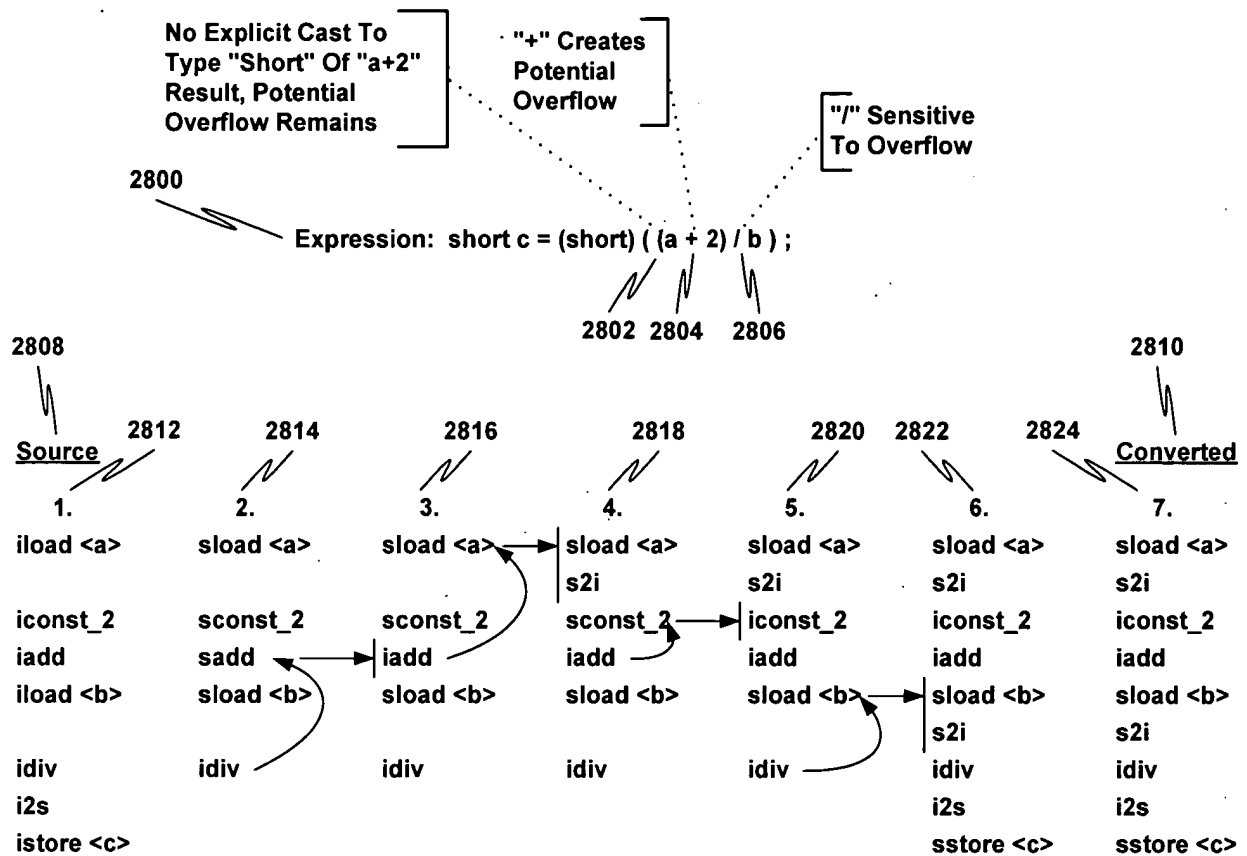 No Explicit Cast To
Type "Short" Of "a+2"
Result, Potential
Overflow Remains
"+" Creates
Potential
Overflow
"/" Sensitive
To Overflow
2800
Expression: short c = (short) ( (a + 2) / b ) ;
2802 2804 2806
2808 2810
2812 2814 2816 2818 2820 2822 2824
Source Converted
1. 2. 3. 4. 5. 6. 7.
iload <a> sload <a> sload <a> sload <a> sload <a> sload <a> sload <a>
s2i s2i s2i s2i
iconst_2 sconst_2 sconst_2 sconst_2 iconst_2 iconst_2 iconst_2
iadd sadd iadd iadd iadd iadd iadd
iload <b> sload <b> sload <b> sload <b> sload <b> sload <b> sload <b>
s2i s2i
idiv idiv idiv idiv idiv idiv idiv
i2s i2s i2s
istore <c> sstore <c> sstore <c>